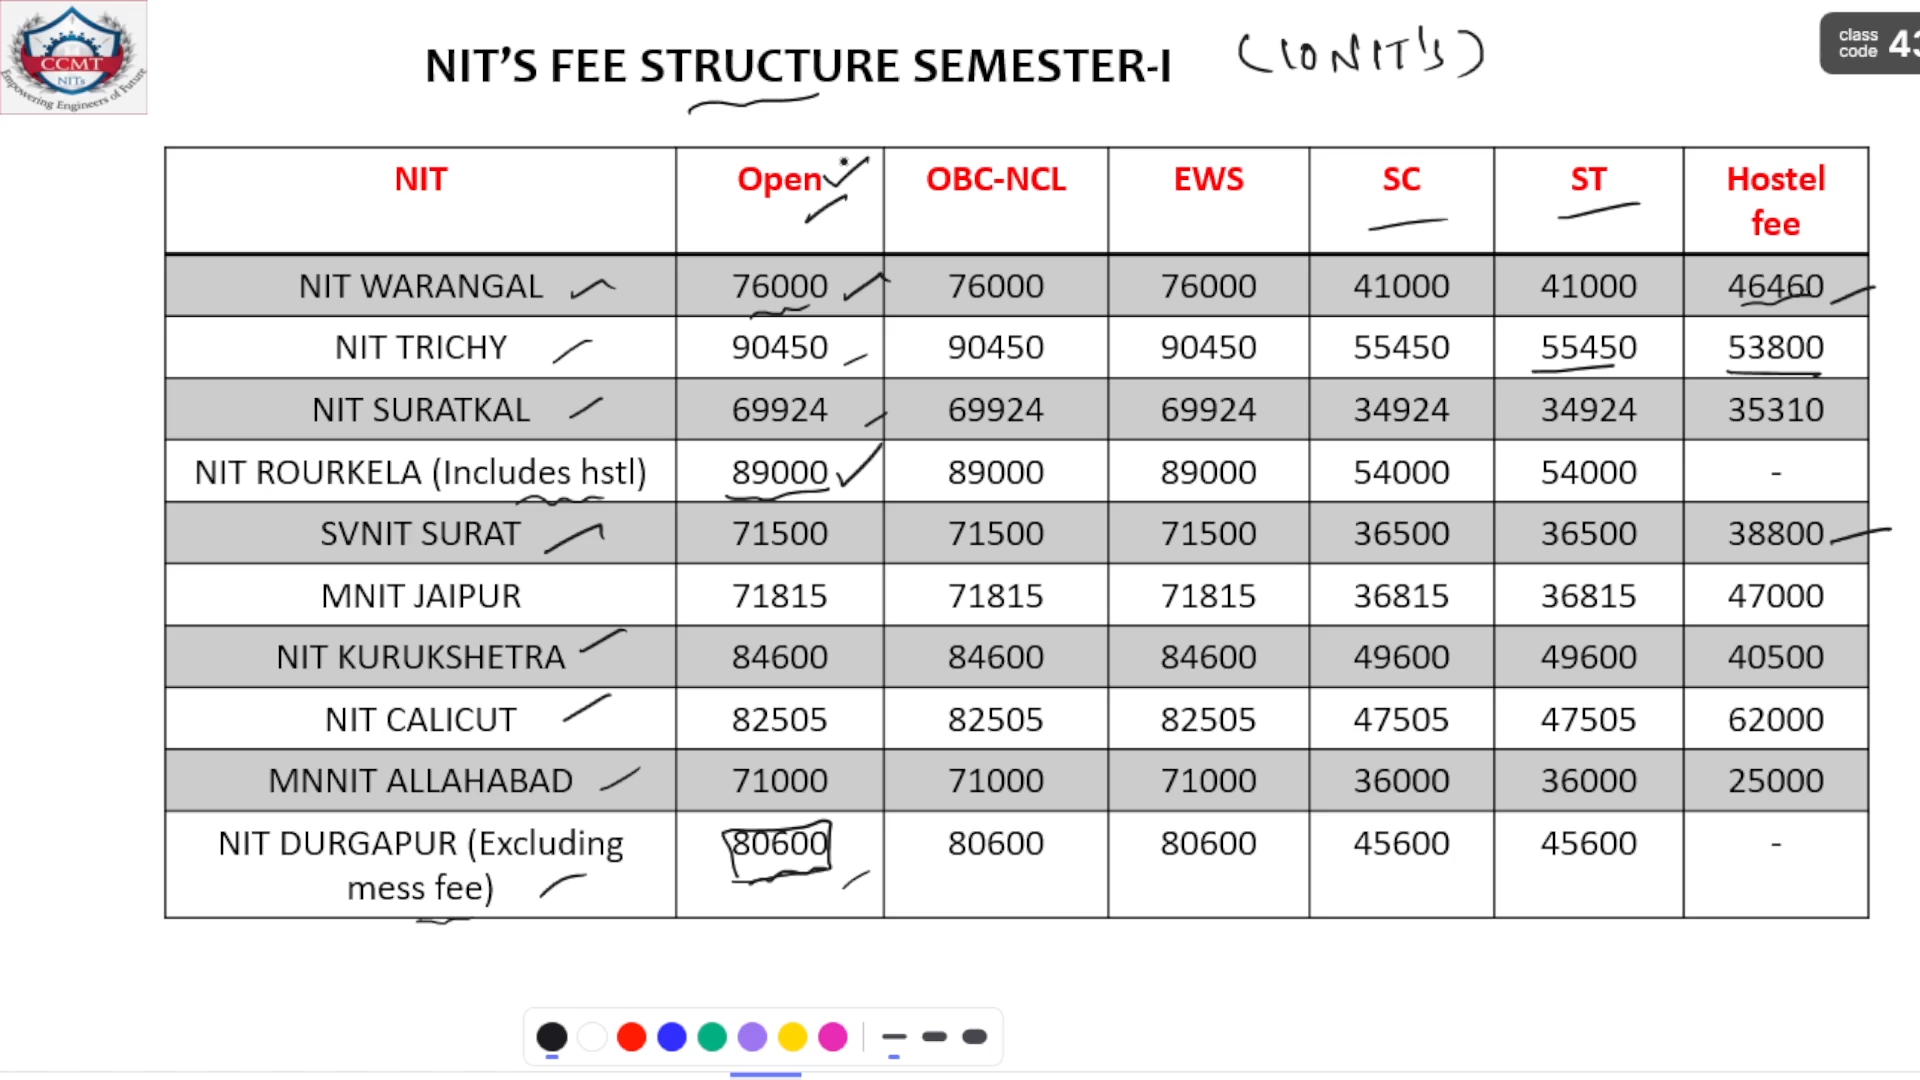 CCMT
NITs
Empowering Engineers of Future
NIT'S FEE STRUCTURE SEMESTER-I (10 NIT's)
class
code 43
NIT Open OBC-NCL EWS SC ST Hostel
fee
NIT WARANGAL 76000 76000 76000 41000 41000 46460
NIT TRICHY 90450 90450 90450 55450 55450 53800
NIT SURATKAL 69924 69924 69924 34924 34924 35310
NIT ROURKELA (Includes hstl) 89000 89000 89000 54000 54000 -
SVNIT SURAT 71500 71500 71500 36500 36500 38800
MNIT JAIPUR 71815 71815 71815 36815 36815 47000
NIT KURUKSHETRA 84600 84600 84600 49600 49600 40500
NIT CALICUT 82505 82505 82505 47505 47505 62000
MNNIT ALLAHABAD 71000 71000 71000 36000 36000 25000
NIT DURGAPUR (Excluding 80600 80600 80600 45600 45600 -
mess fee)